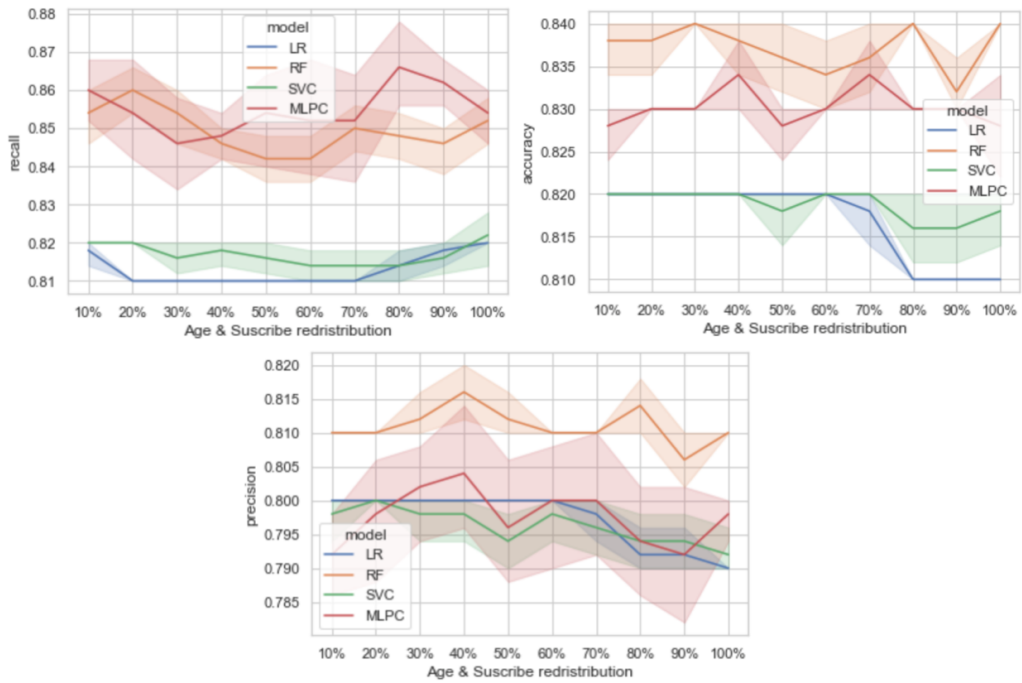 0.88
0.87
0.86
0.85
0.84
0.83
0.82
0.81
recall
model
LR
RF
SVC
MLPC
10% 20% 30% 40% 50% 60% 70% 80% 90% 100%
Age & Suscribe redristribution
0.840
0.835
0.830
0.825
0.820
0.815
0.810
accuracy
model
LR
RF
SVC
MLPC
10% 20% 30% 40% 50% 60% 70% 80% 90% 100%
Age & Suscribe redristribution
0.820
0.815
0.810
0.805
0.800
0.795
0.790
0.785
precision
model
LR
RF
SVC
MLPC
10% 20% 30% 40% 50% 60% 70% 80% 90% 100%
Age & Suscribe redristribution